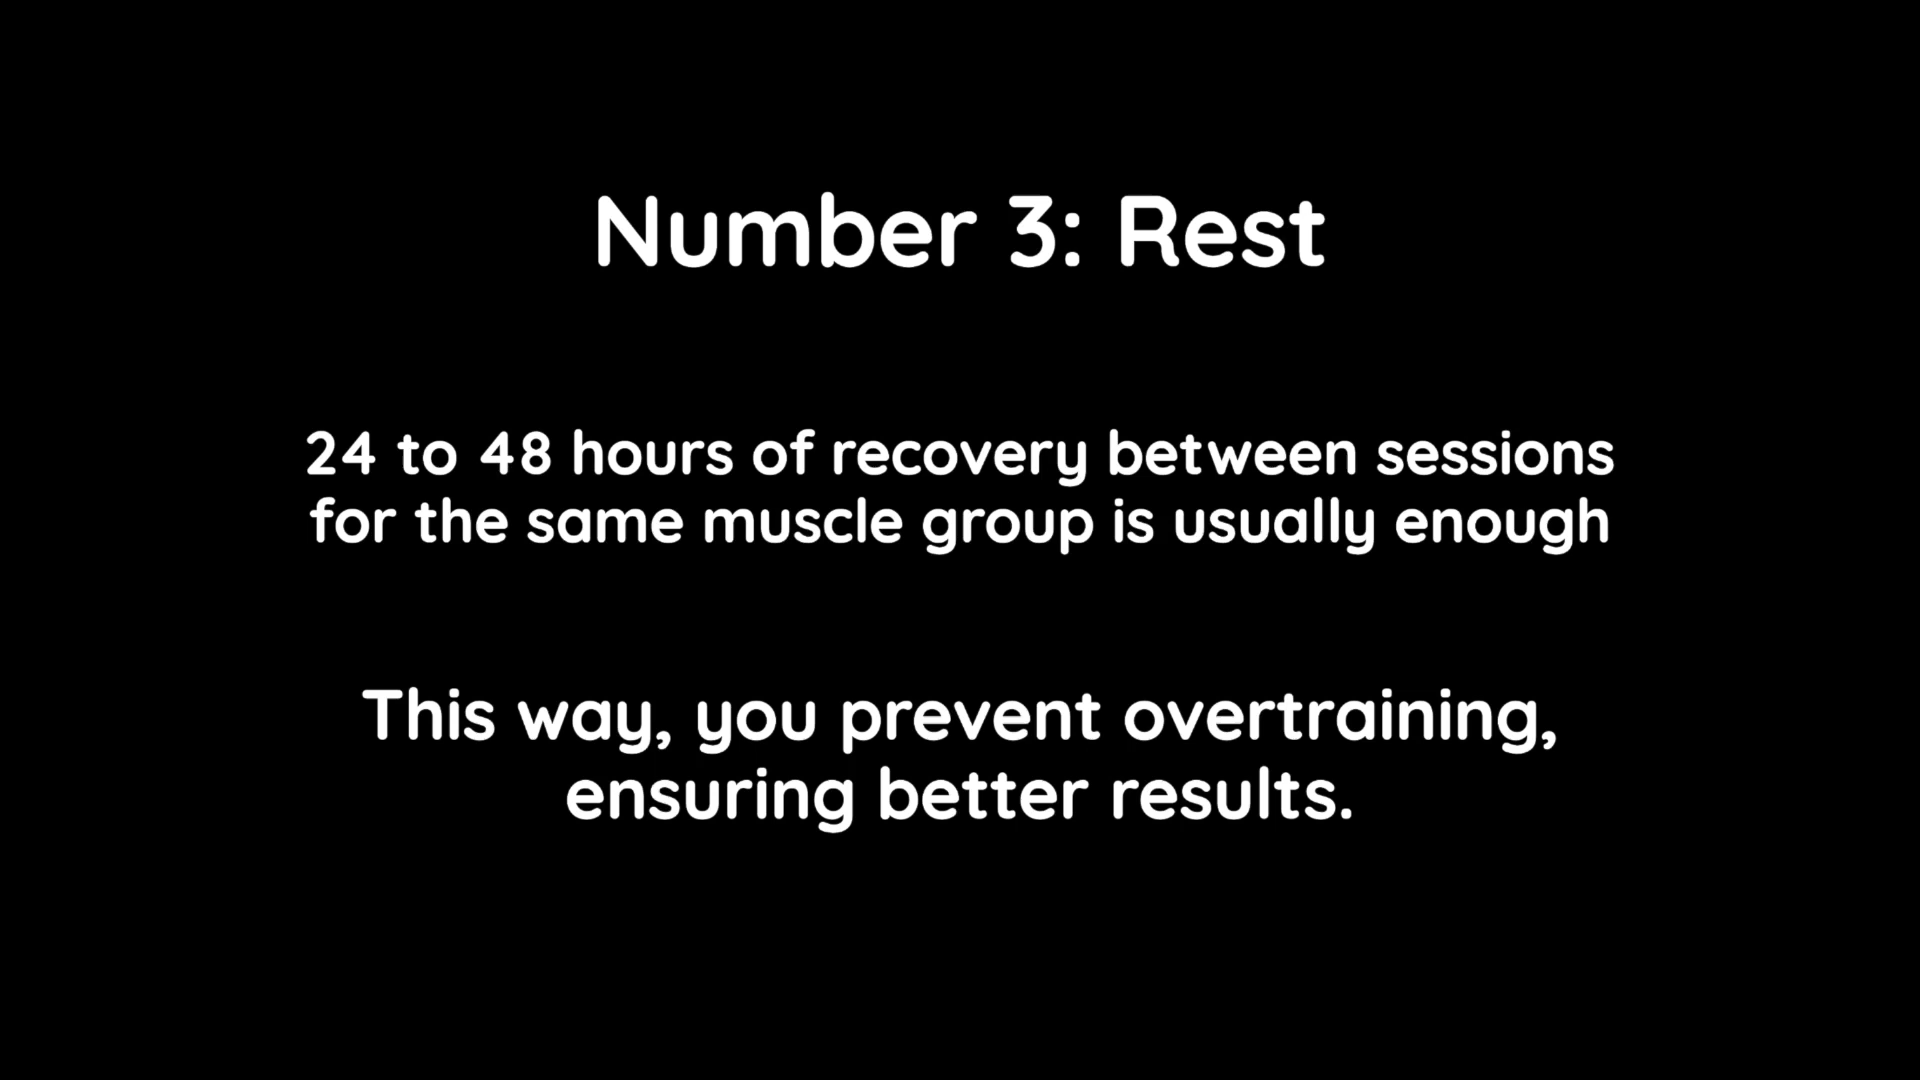 Number 3: Rest
24 to 48 hours of recovery between sessions
for the same muscle group is usually enough
This way, you prevent overtraining,
ensuring better results.